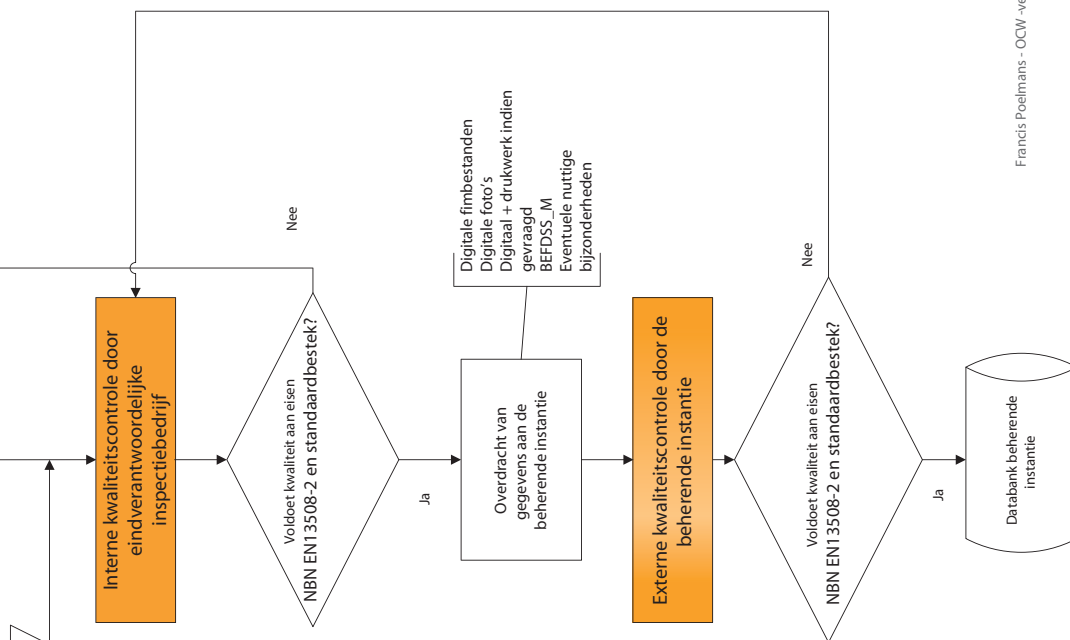 Interne kwaliteitscontrole door
eindverantwoordelijke
inspectiebedrijf
Voldoet kwaliteit aan eisen
NBN EN13508-2 en standaardbestek?
Nee
Ja
Overdracht van
gegevens aan de
beherende instantie
Digitale fimbestanden
Digitale foto's
Digitaal + drukwerk indien
gevraagd
BEFDSS_M
Eventuele nuttige
bijzonderheden
Externe kwaliteitscontrole door de
beherende instantie
Voldoet kwaliteit aan eisen
NBN EN13508-2 en standaardbestek?
Nee
Ja
Databank beherende
instantie
Francis Poelmans - OCW -ve